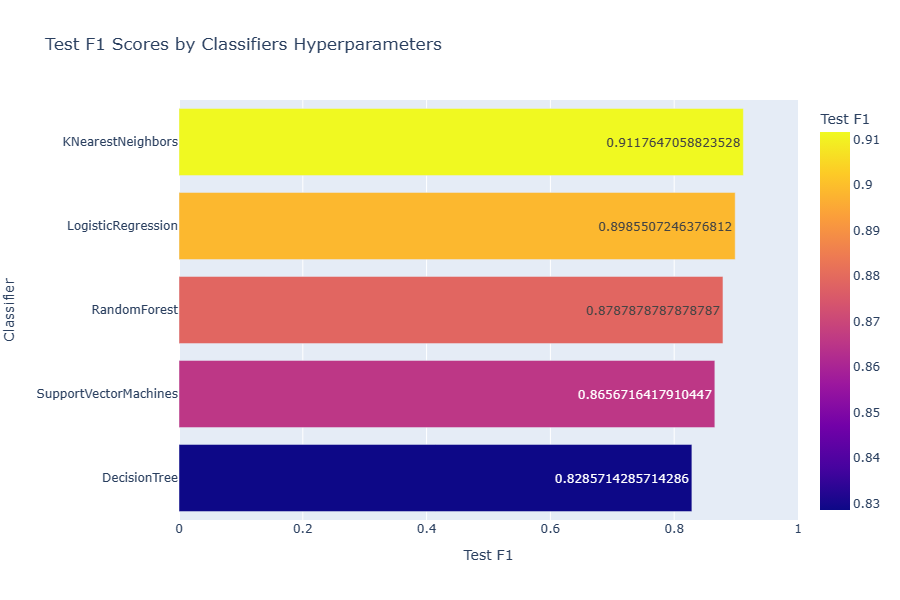 Test F1 Scores by Classifiers Hyperparameters
Classifier
KNearestNeighbors
0.9117647058823528
LogisticRegression
0.8985507246376812
RandomForest
0.8787878787878787
SupportVectorMachines
0.8656716417910447
DecisionTree
0.8285714285714286
0 0.2 0.4 0.6 0.8 1
Test F1
Test F1
0.91
0.9
0.89
0.88
0.87
0.86
0.85
0.84
0.83